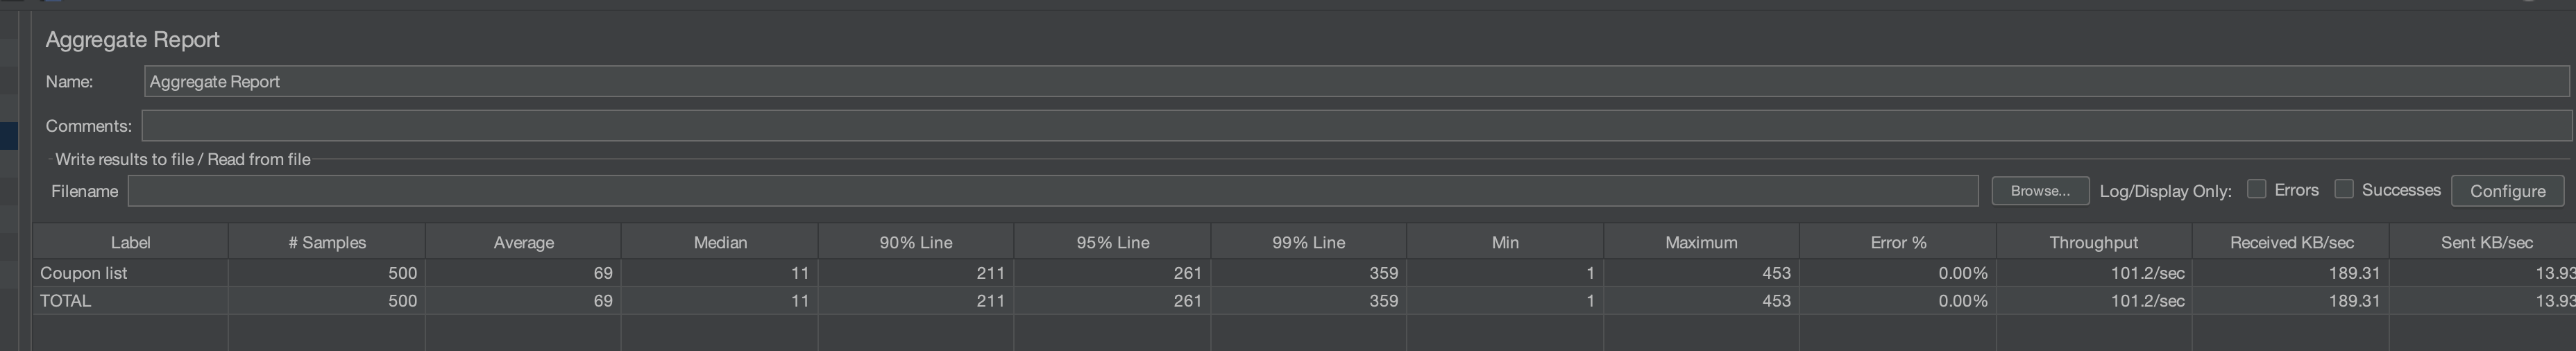 Aggregate Report
Name: Aggregate Report
Comments:
Write results to file / Read from file
Filename Browse... Log/Display Only: Errors Successes Configure
Label # Samples Average Median 90% Line 95% Line 99% Line Min Maximum Error % Throughput Received KB/sec Sent KB/sec
Coupon list 500 69 11 211 261 359 1 453 0.00% 101.2/sec 189.31 13.93
TOTAL 500 69 11 211 261 359 1 453 0.00% 101.2/sec 189.31 13.93